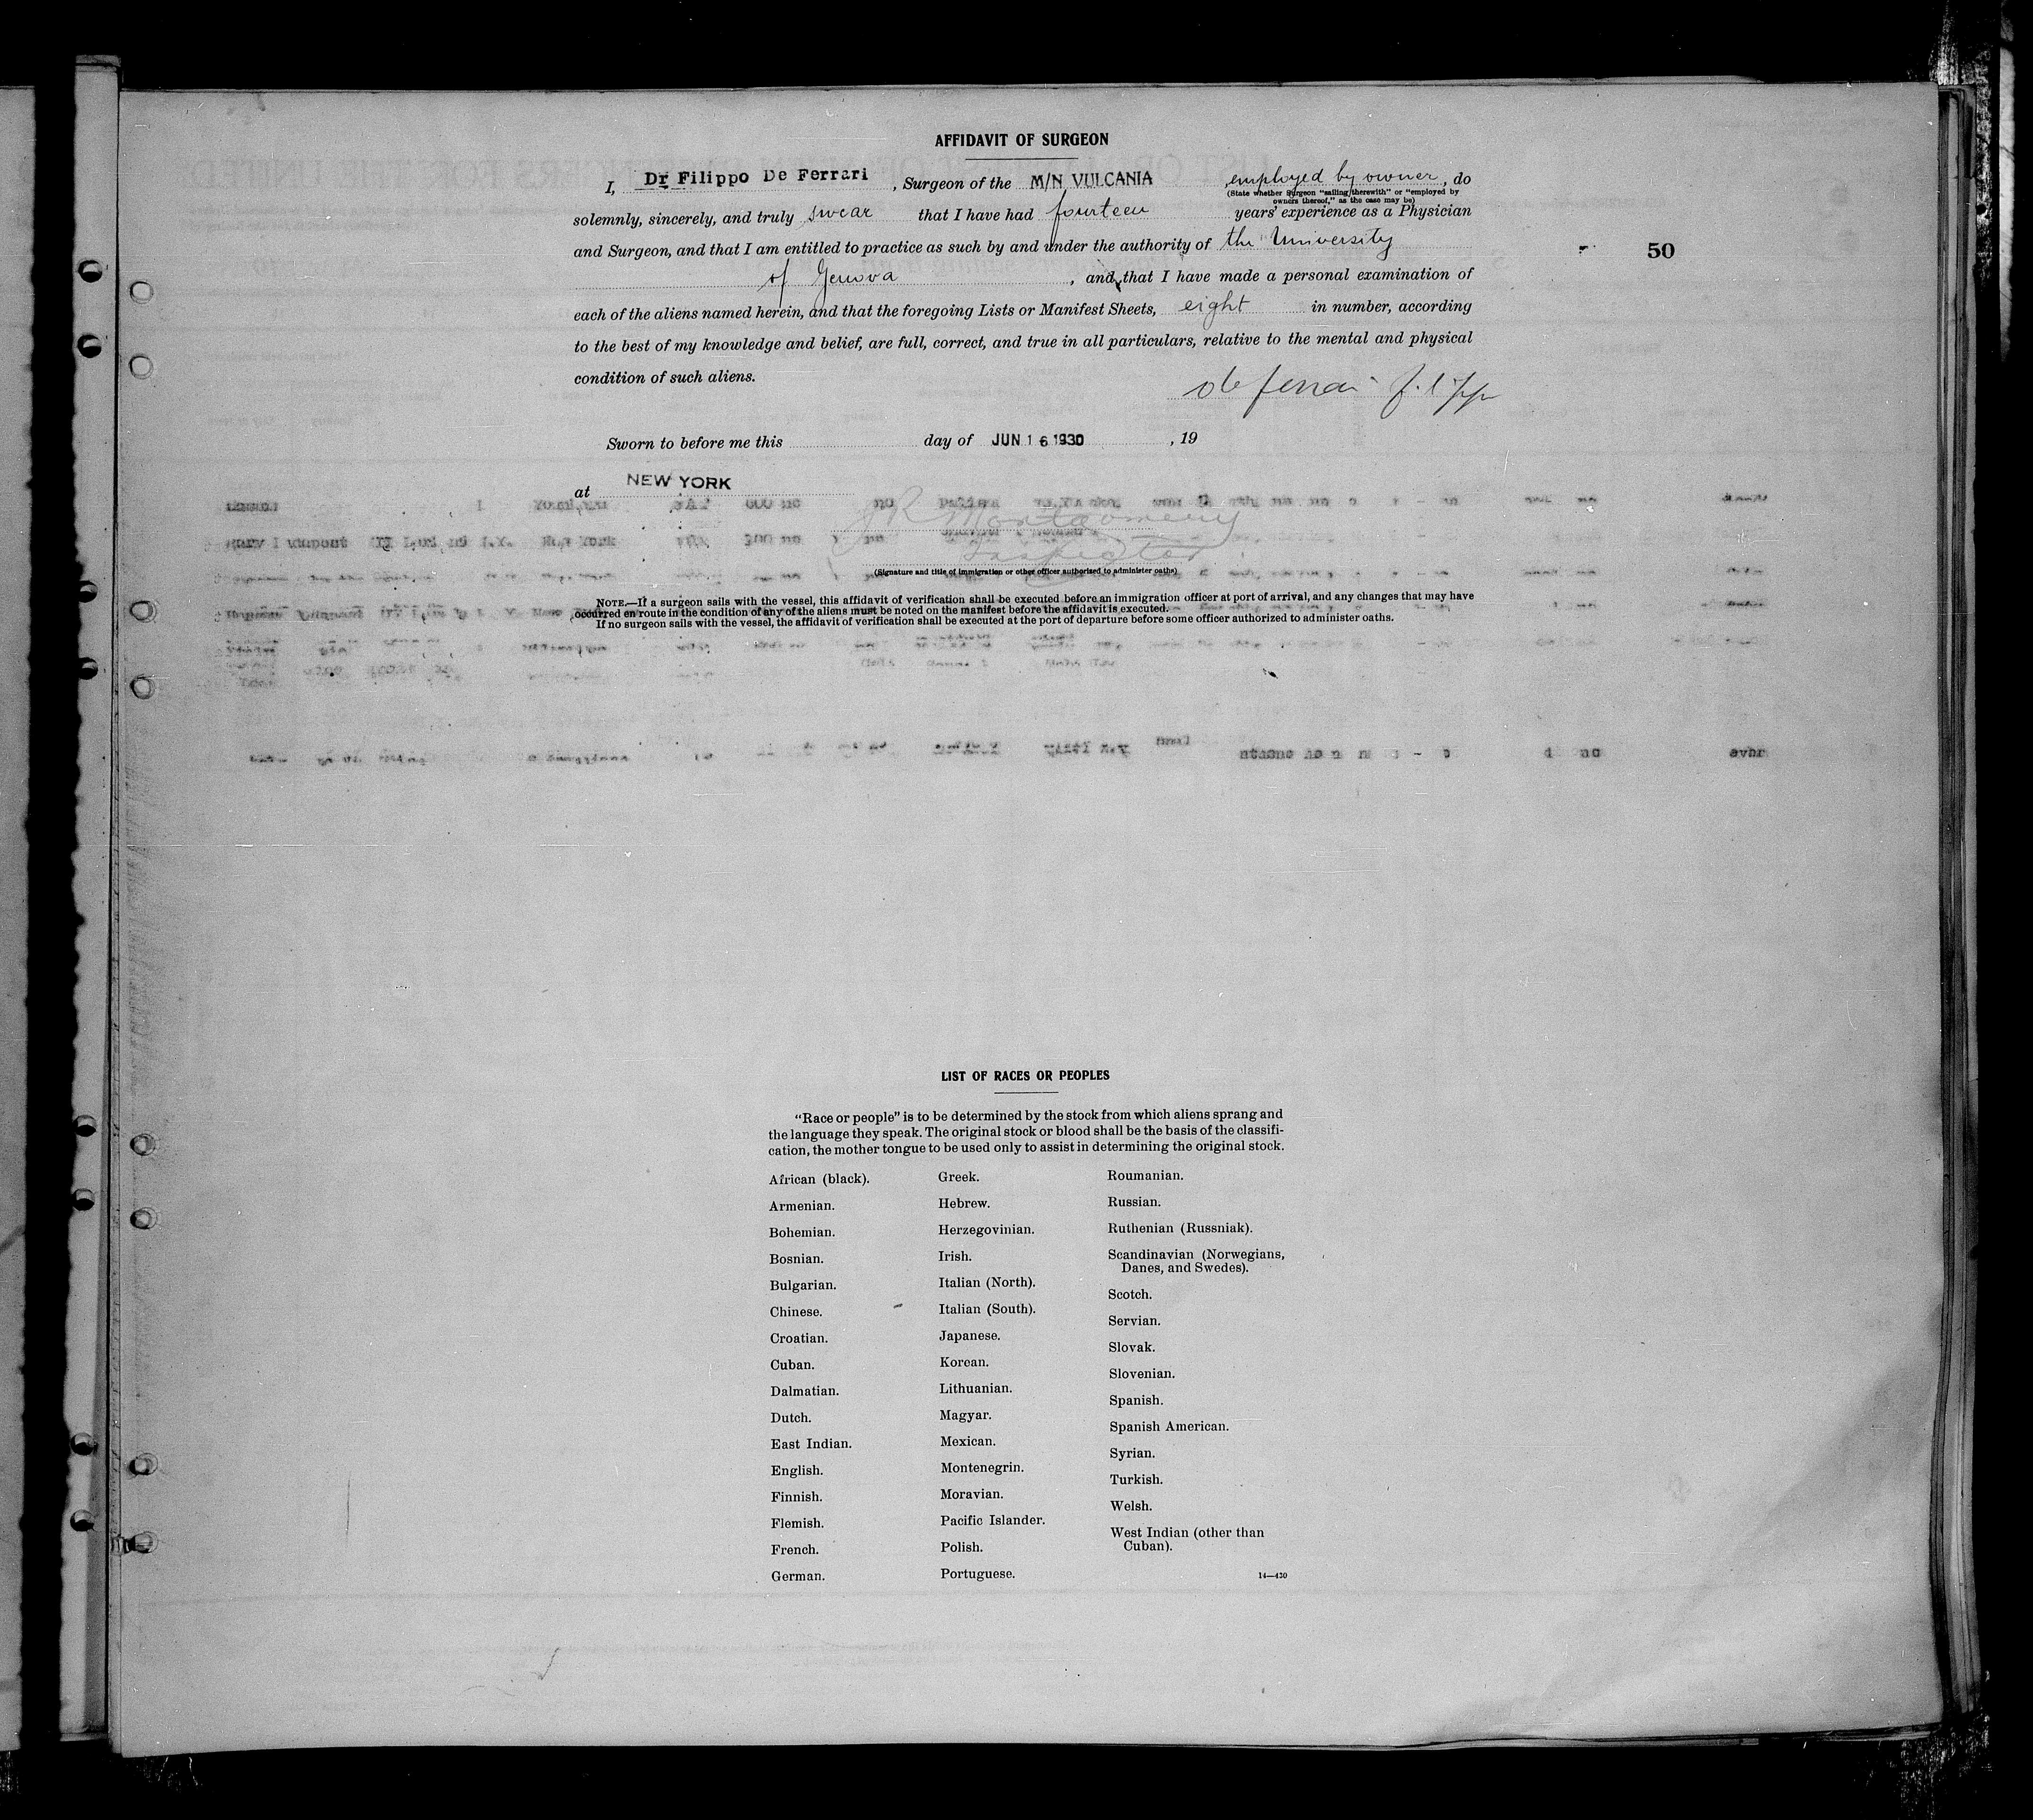 AFFIDAVIT OF SURGEON
I, Dr Filippo De Ferrari, Surgeon of the M/N VULCANIA, employed by owner, do
(State whether Surgeon "sailing therewith" or "employed by
owners thereof," as the case may be)
solemnly, sincerely, and truly swear that I have had fourteen years' experience as a Physician
and Surgeon, and that I am entitled to practice as such by and under the authority of the University
50
of Genova, and that I have made a personal examination of
each of the aliens named herein, and that the foregoing Lists or Manifest Sheets, eight in number, according
to the best of my knowledge and belief, are full, correct, and true in all particulars, relative to the mental and physical
condition of such aliens.
de Ferrari Filippo
Sworn to before me this day of JUN 16 1930, 19
at NEW YORK
JR Montgomery
Inspector
(Signature and title of immigration or other officer authorized to administer oaths)
NOTE.—If a surgeon sails with the vessel, this affidavit of verification shall be executed before an immigration officer at port of arrival, and any changes that may have
occurred en route in the condition of any of the aliens must be noted on the manifest before the affidavit is executed.
If no surgeon sails with the vessel, the affidavit of verification shall be executed at the port of departure before some officer authorized to administer oaths.
LIST OF RACES OR PEOPLES
"Race or people" is to be determined by the stock from which aliens sprang and
the language they speak. The original stock or blood shall be the basis of the classifi-
cation, the mother tongue to be used only to assist in determining the original stock.
African (black).
Armenian.
Bohemian.
Bosnian.
Bulgarian.
Chinese.
Croatian.
Cuban.
Dalmatian.
Dutch.
East Indian.
English.
Finnish.
Flemish.
French.
German.
Greek.
Hebrew.
Herzegovinian.
Irish.
Italian (North).
Italian (South).
Japanese.
Korean.
Lithuanian.
Magyar.
Mexican.
Montenegrin.
Moravian.
Pacific Islander.
Polish.
Portuguese.
Roumanian.
Russian.
Ruthenian (Russniak).
Scandinavian (Norwegians,
Danes, and Swedes).
Scotch.
Servian.
Slovak.
Slovenian.
Spanish.
Spanish American.
Syrian.
Turkish.
Welsh.
West Indian (other than
Cuban).
14—430